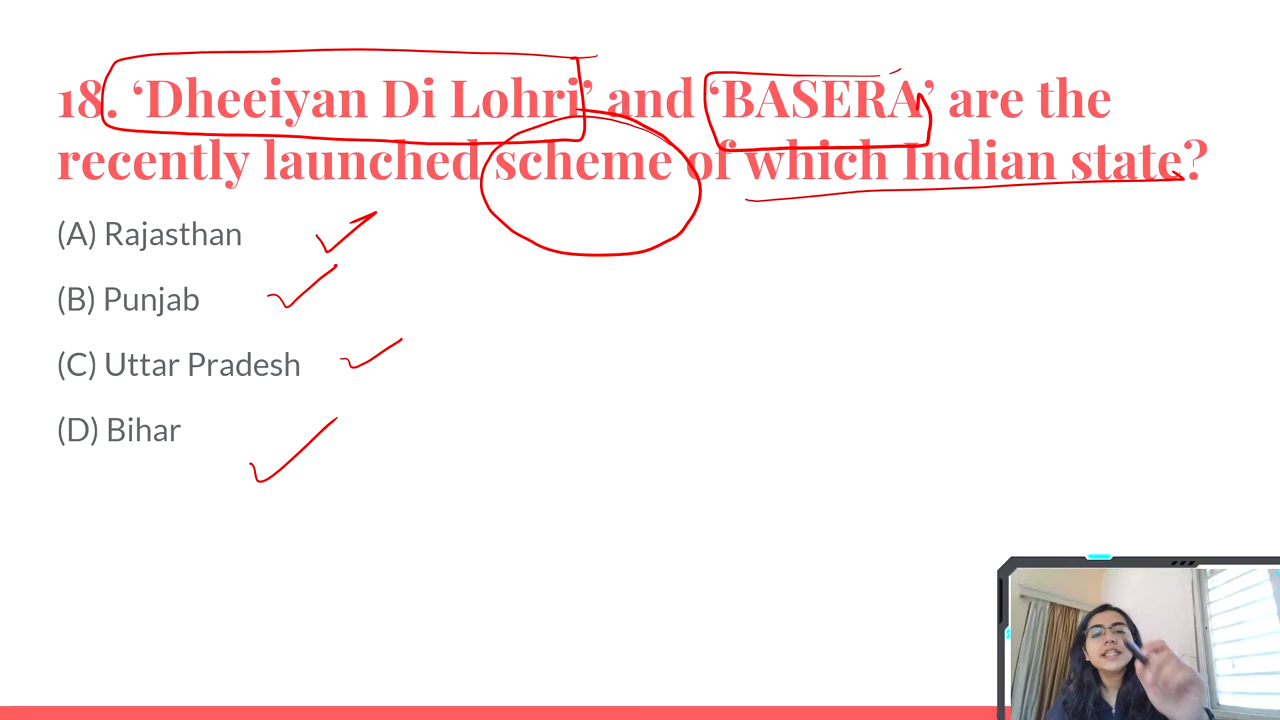 18. ‘Dheeiyan Di Lohri’ and ‘BASERA’ are the
recently launched scheme of which Indian state?
(A) Rajasthan
(B) Punjab
(C) Uttar Pradesh
(D) Bihar